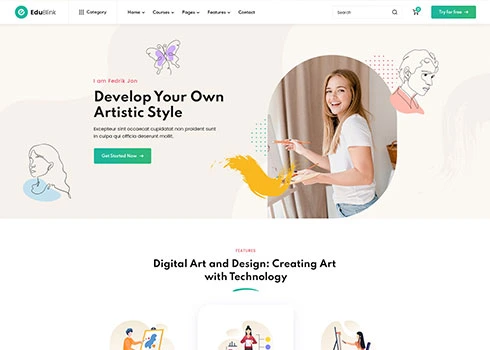 EduBlink
Category
Home
Courses
Pages
Features
Contact
Search
0
Try for free →
I am Fedrik Jon
Develop Your Own
Artistic Style
Excepteur sint occaecat cupidatat non proident sunt
in culpa qui officia deserunt mollit.
Get Started Now →
FEATURES
Digital Art and Design: Creating Art
with Technology